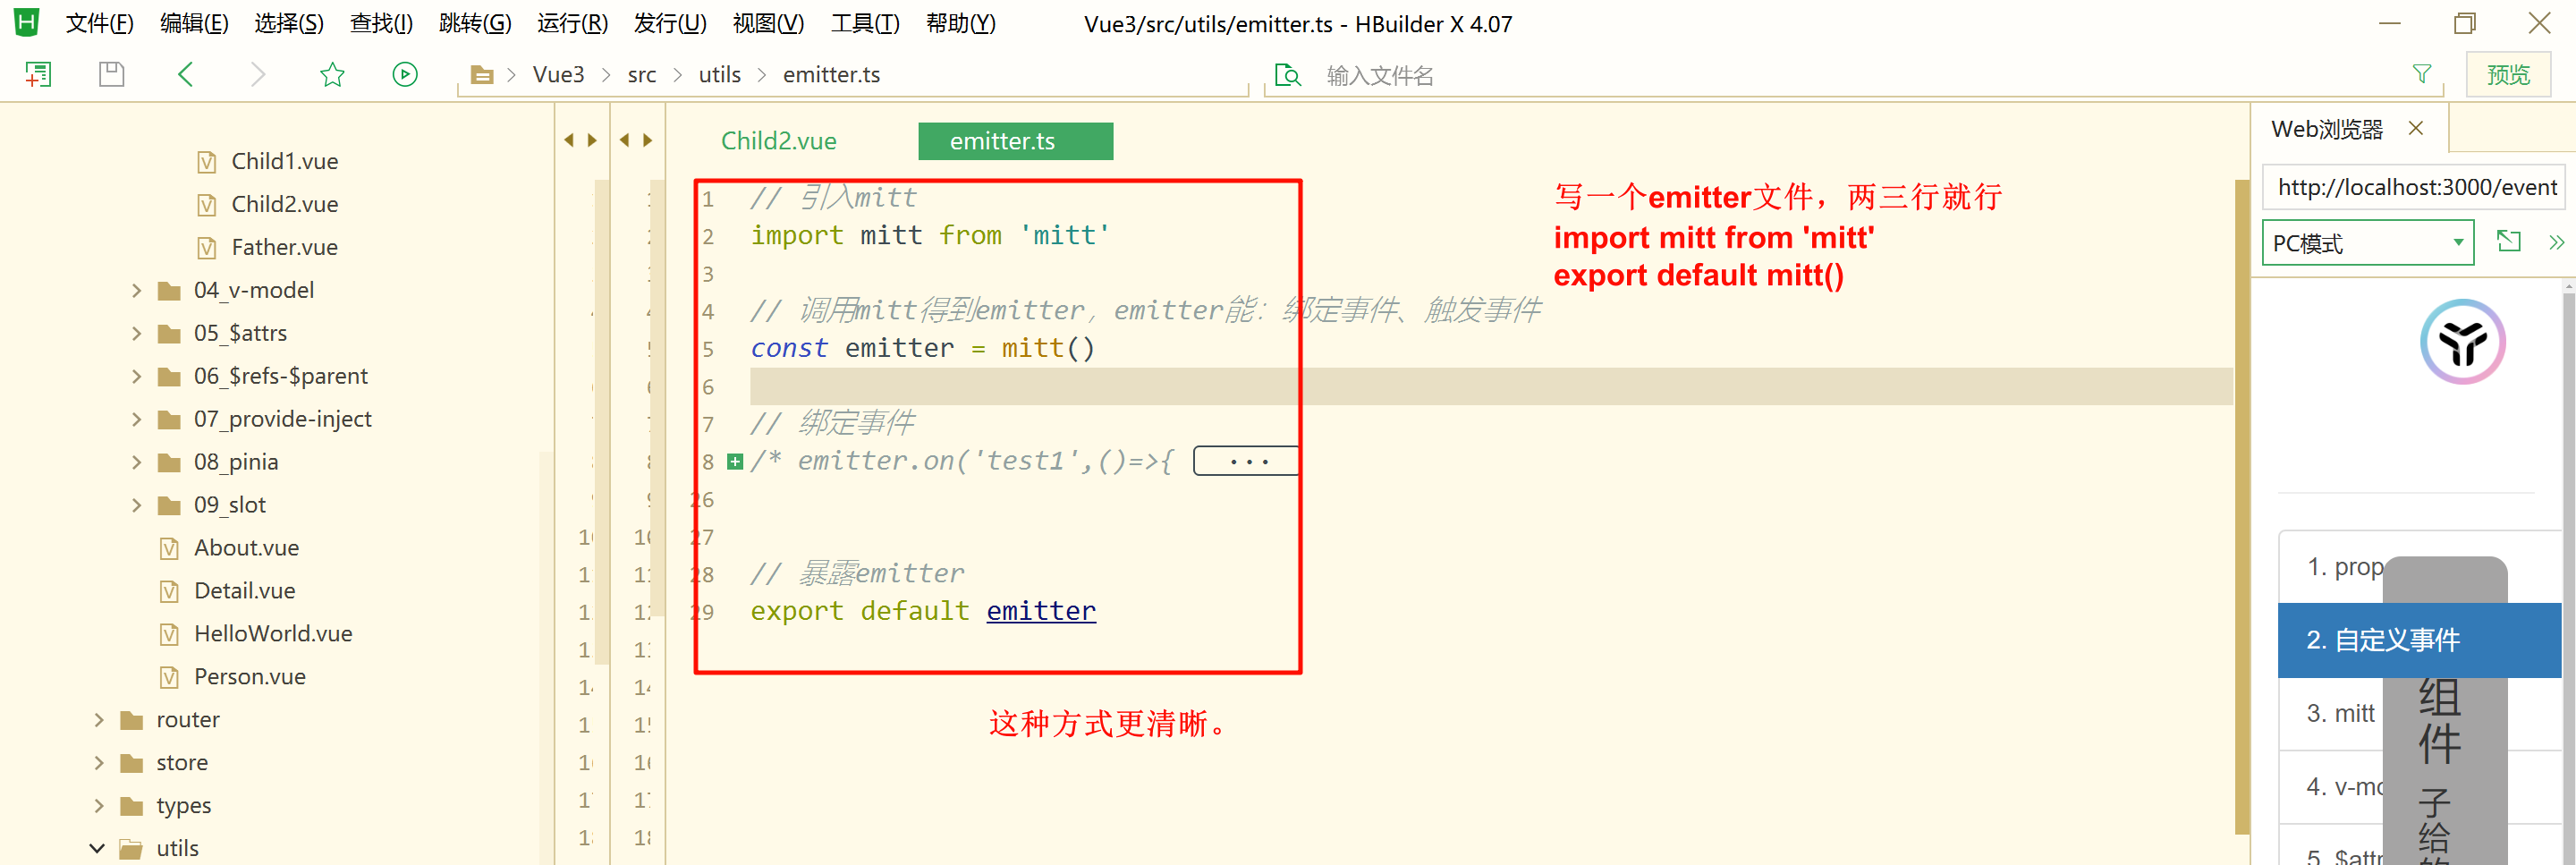 文件(F) 编辑(E) 选择(S) 查找(I) 跳转(G) 运行(R) 发行(U) 视图(V) 工具(T) 帮助(Y) Vue3/src/utils/emitter.ts - HBuilder X 4.07
Vue3 src utils emitter.ts 输入文件名 预览
Child1.vue
Child2.vue
Father.vue
04_v-model
05_$attrs
06_$refs-$parent
07_provide-inject
08_pinia
09_slot
About.vue
Detail.vue
HelloWorld.vue
Person.vue
router
store
types
utils
Child2.vue emitter.ts
1 // 引入mitt
2 import mitt from 'mitt'
3
4 // 调用mitt得到emitter，emitter能：绑定事件、触发事件
5 const emitter = mitt()
6
7 // 绑定事件
8 /* emitter.on('test1',()=>{ ...
26
27
28 // 暴露emitter
29 export default emitter
写一个emitter文件，两三行就行
import mitt from 'mitt'
export default mitt()
这种方式更清晰。
Web浏览器
http://localhost:3000/event
PC模式
1. prop
2. 自定义事件
3. mitt
4. v-mo
5. $attr
组
件
子
给